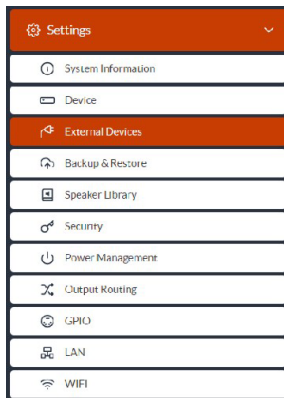 Settings
System Information
Device
External Devices
Backup & Restore
Speaker Library
Security
Power Management
Output Routing
GPIO
LAN
WIFI